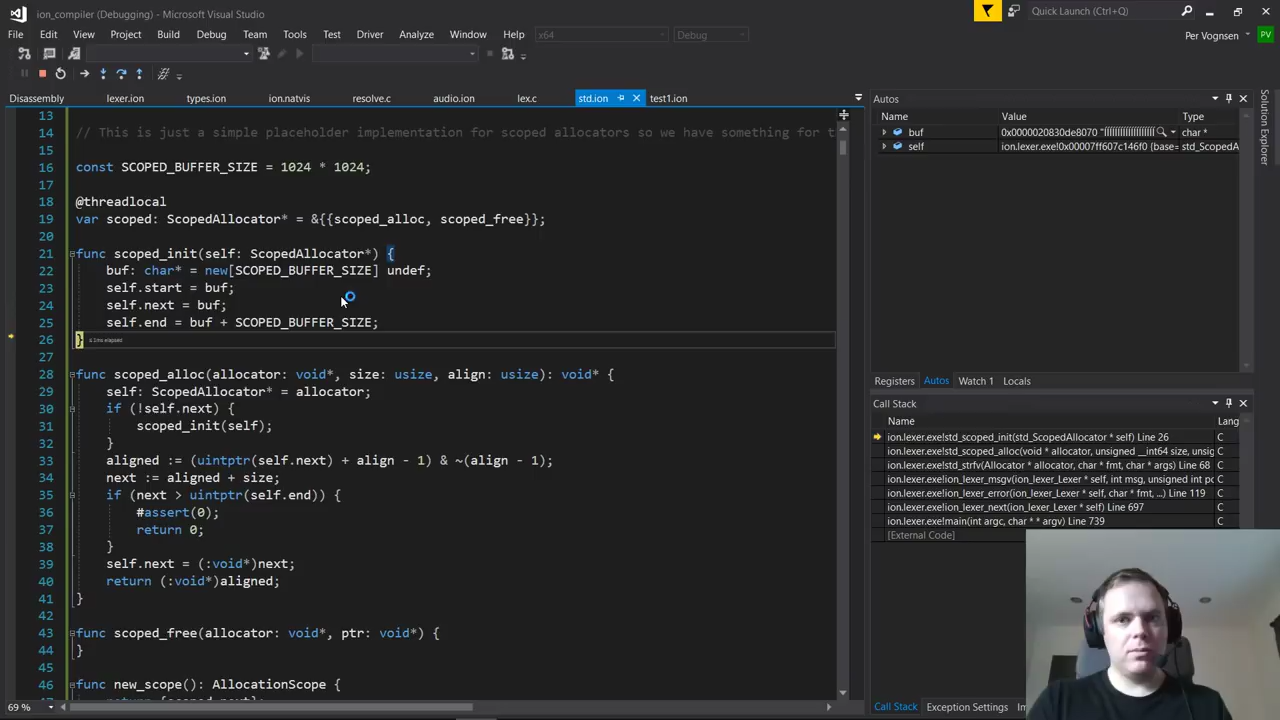 ion_compiler (Debugging) - Microsoft Visual Studio
Quick Launch (Ctrl+Q)
File Edit View Project Build Debug Team Tools Test Driver Analyze Window Help
x64
Debug
Per Vognsen
PV
Disassembly lexer.ion types.ion ion.natvis resolve.c audio.ion lex.c std.ion test1.ion
13
14 // This is just a simple placeholder implementation for scoped allocators so we have something for t
15
16 const SCOPED_BUFFER_SIZE = 1024 * 1024;
17
18 @threadlocal
19 var scoped: ScopedAllocator* = &{{scoped_alloc, scoped_free}};
20
21 func scoped_init(self: ScopedAllocator*) {
22 buf: char* = new[SCOPED_BUFFER_SIZE] undef;
23 self.start = buf;
24 self.next = buf;
25 self.end = buf + SCOPED_BUFFER_SIZE;
26 }
27
28 func scoped_alloc(allocator: void*, size: usize, align: usize): void* {
29 self: ScopedAllocator* = allocator;
30 if (!self.next) {
31 scoped_init(self);
32 }
33 aligned := (uintptr(self.next) + align - 1) & ~(align - 1);
34 next := aligned + size;
35 if (next > uintptr(self.end)) {
36 #assert(0);
37 return 0;
38 }
39 self.next = (:void*)next;
40 return (:void*)aligned;
41 }
42
43 func scoped_free(allocator: void*, ptr: void*) {
44 }
45
46 func new_scope(): AllocationScope {
69 %
Autos
Name Value Type
buf 0x0000020830de8070 char *
self ion.lexer.exe!0x00007ff607c146f0 {base= std_ScopedA
Registers Autos Watch 1 Locals
Call Stack
Name Lang
ion.lexer.exe!std_scoped_init(std_ScopedAllocator * self) Line 26 C
ion.lexer.exe!std_scoped_alloc(void * allocator, unsigned __int64 size, unsig C
ion.lexer.exe!std_strfv(Allocator * allocator, char * fmt, char * args) Line 68 C
ion.lexer.exe!ion_lexer_msgv(ion_lexer_Lexer * self, int msg, unsigned int pc C
ion.lexer.exe!ion_lexer_error(ion_lexer_Lexer * self, char * fmt, ...) Line 119 C
ion.lexer.exe!ion_lexer_next(ion_lexer_Lexer * self) Line 697 C
ion.lexer.exe!main(int argc, char * * argv) Line 739 C
[External Code]
Call Stack Exception Settings
Solution Explorer